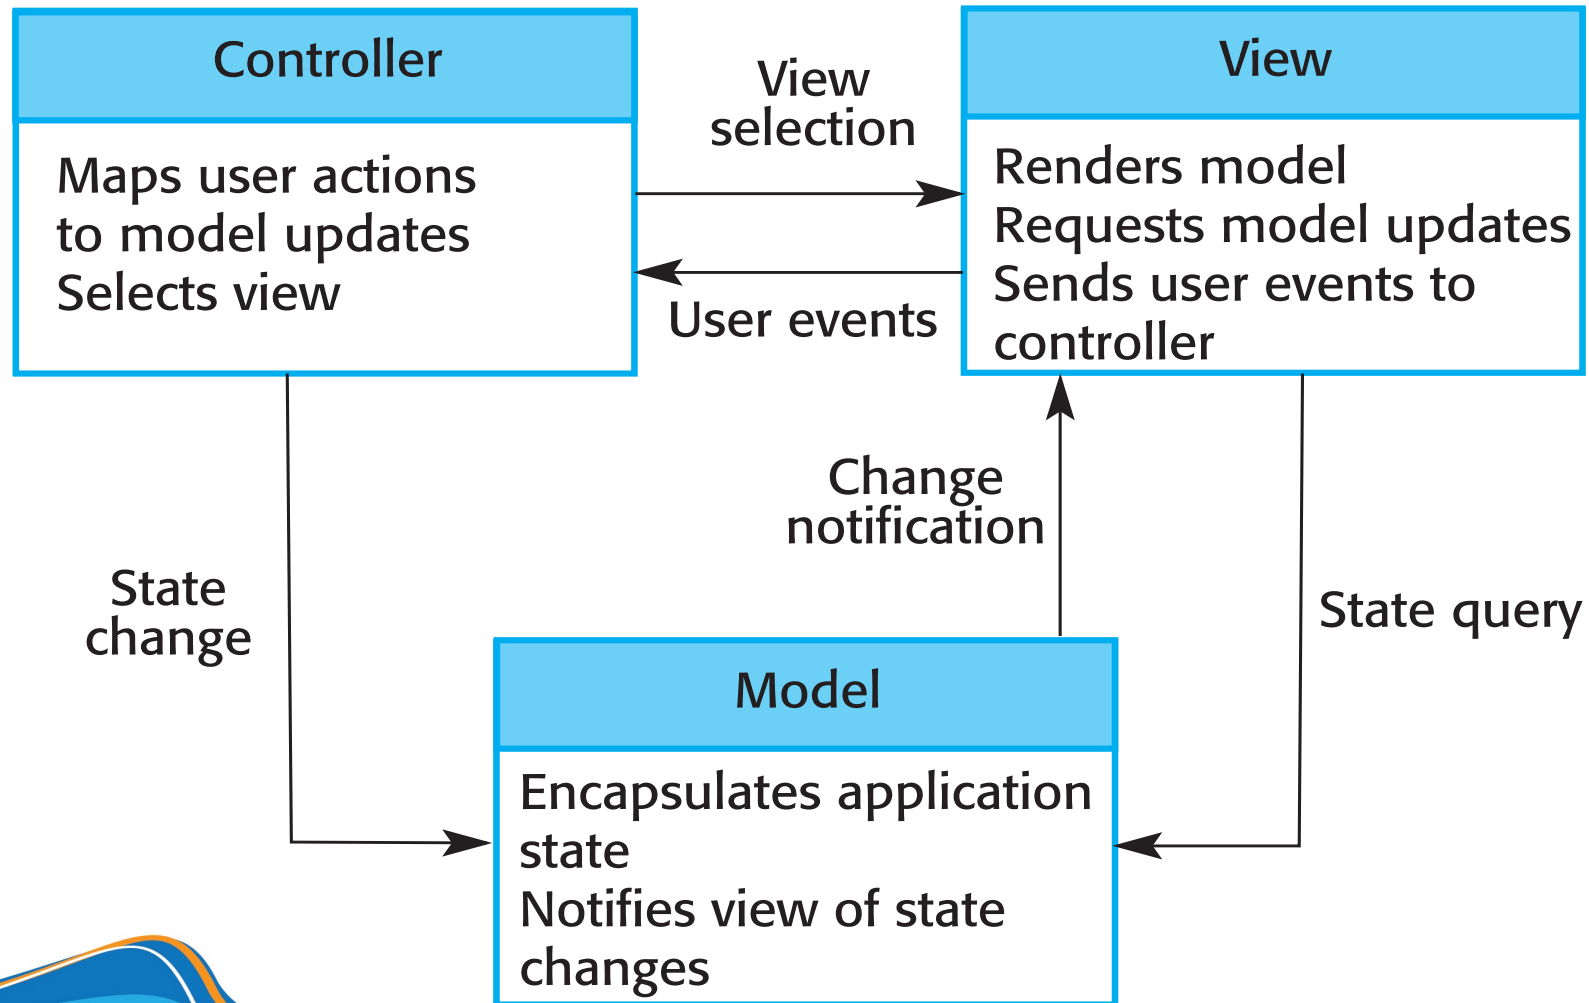 Controller
Maps user actions
to model updates
Selects view
View
selection
User events
View
Renders model
Requests model updates
Sends user events to
controller
State
change
Change
notification
State query
Model
Encapsulates application
state
Notifies view of state
changes